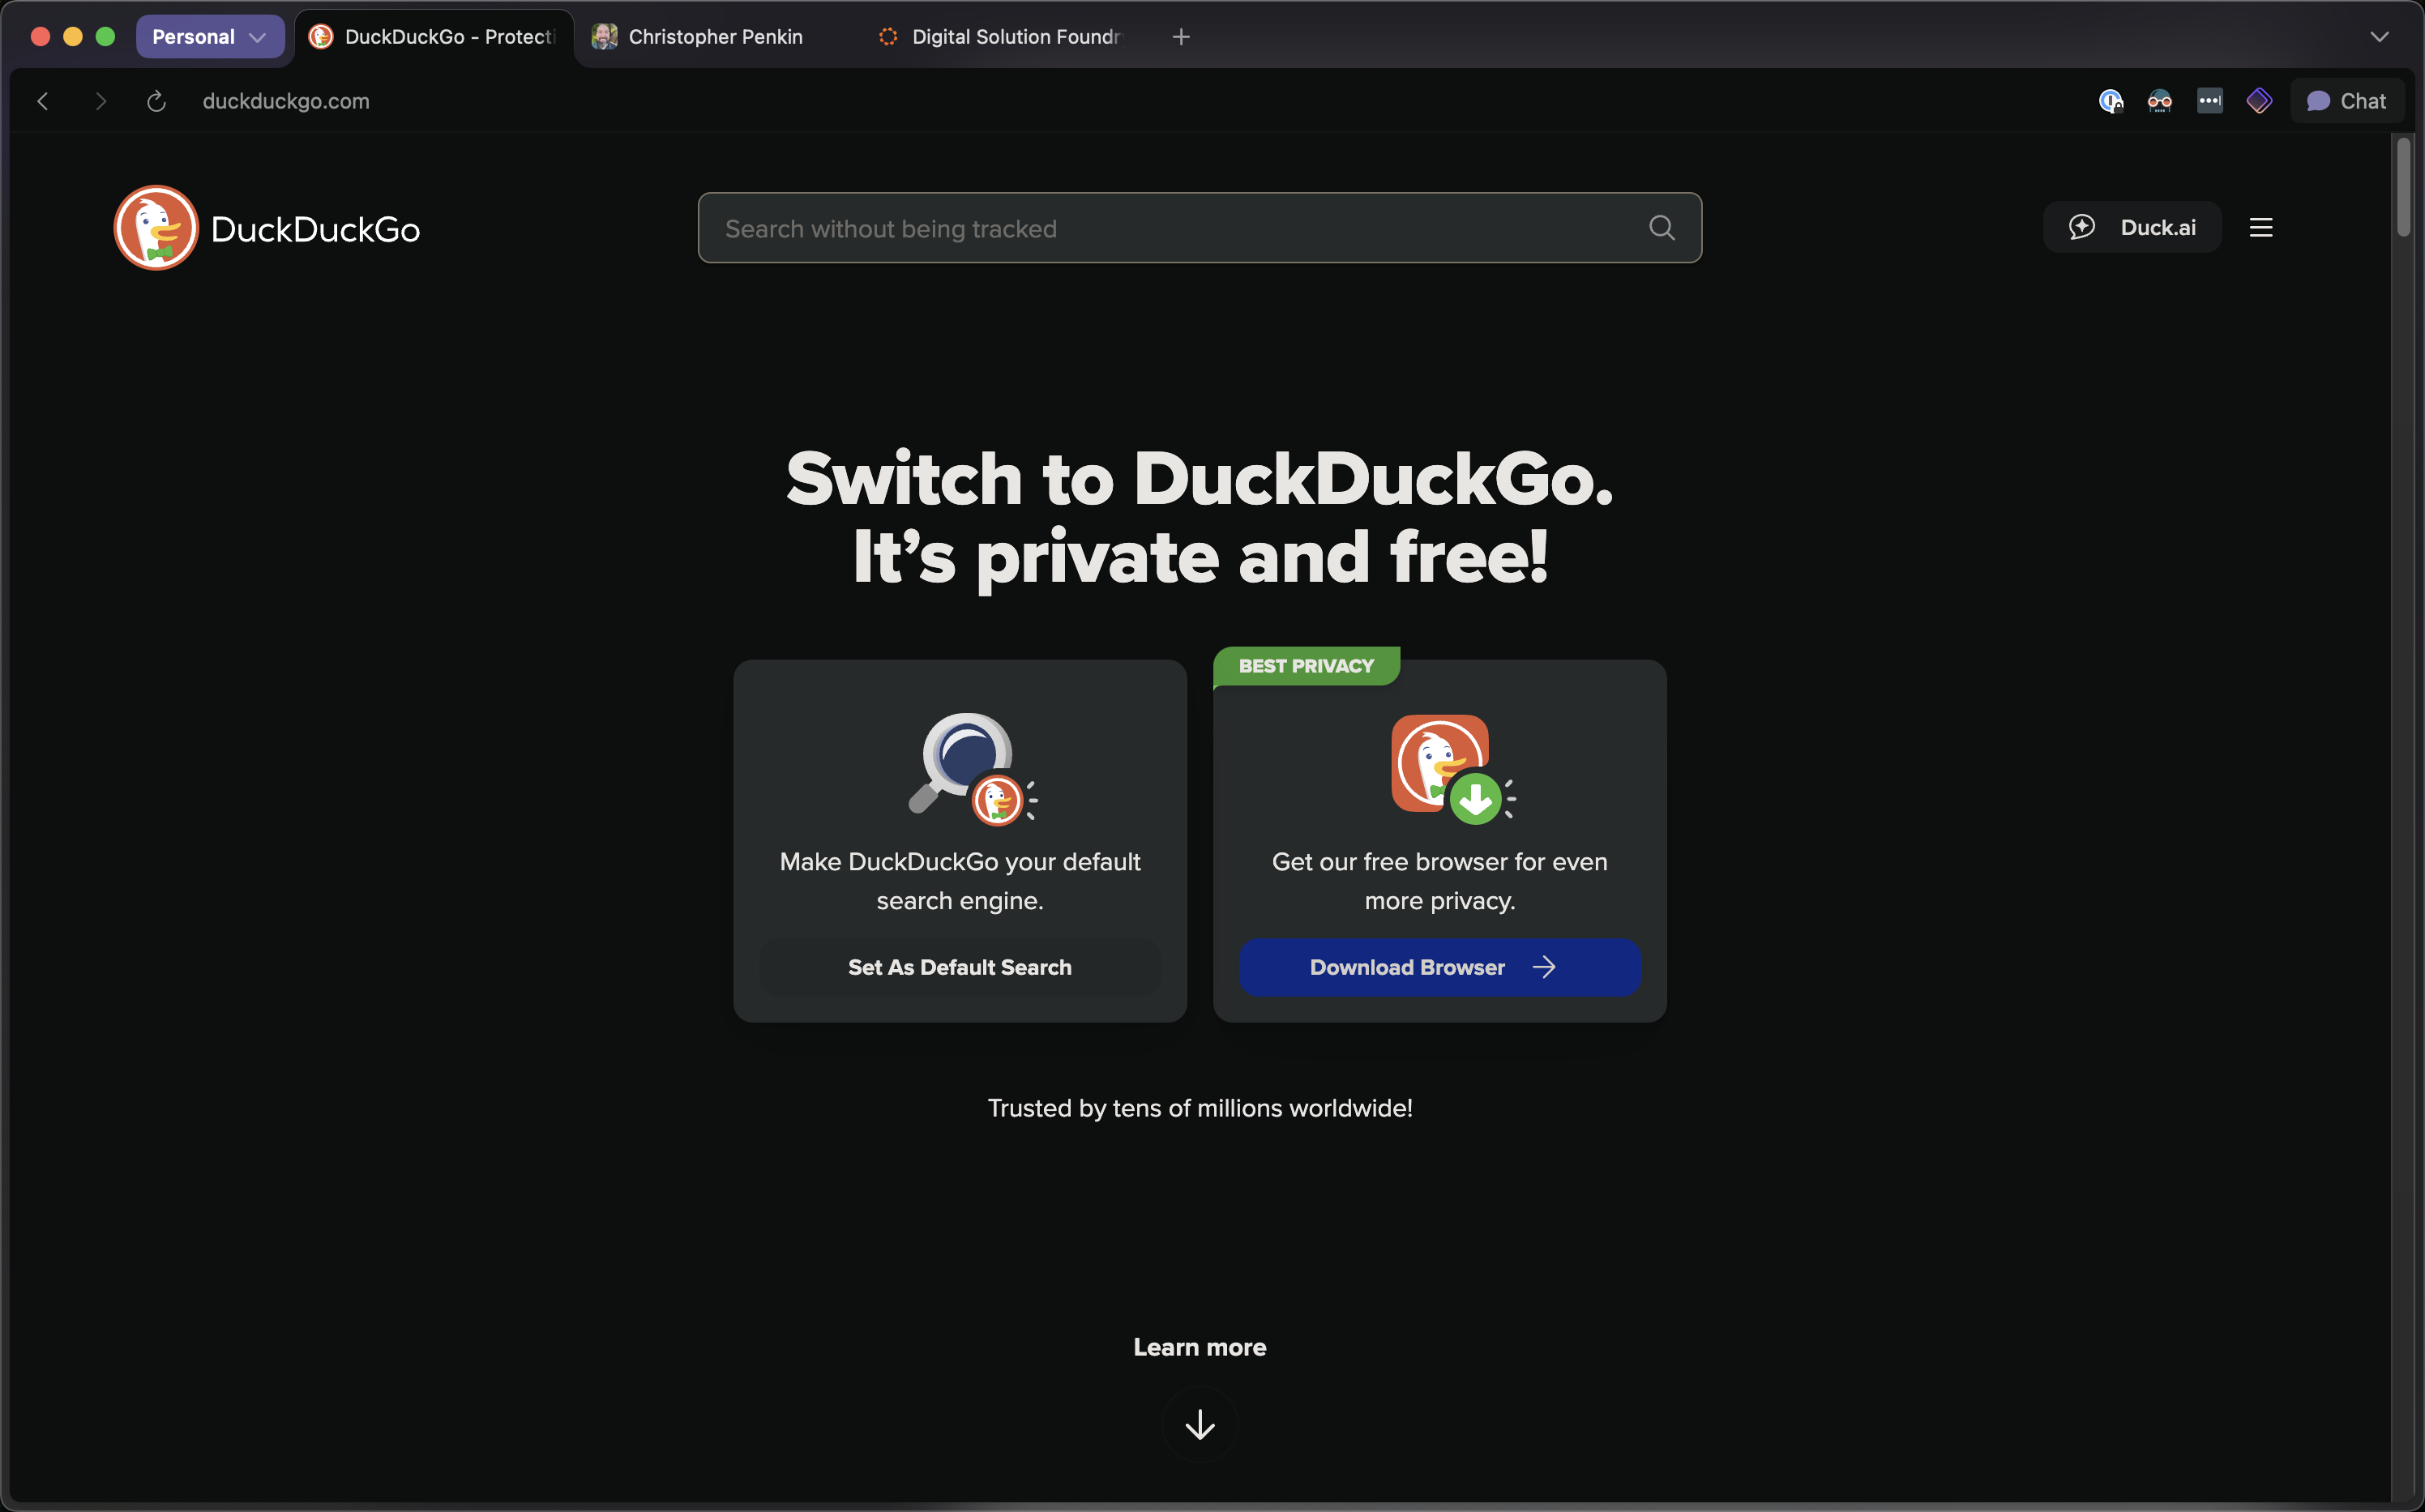 Personal
DuckDuckGo - Protecti
Christopher Penkin
Digital Solution Foundr
duckduckgo.com
Chat
DuckDuckGo
Search without being tracked
Duck.ai
Switch to DuckDuckGo.
It’s private and free!
BEST PRIVACY
Make DuckDuckGo your default
search engine.
Set As Default Search
Get our free browser for even
more privacy.
Download Browser
Trusted by tens of millions worldwide!
Learn more